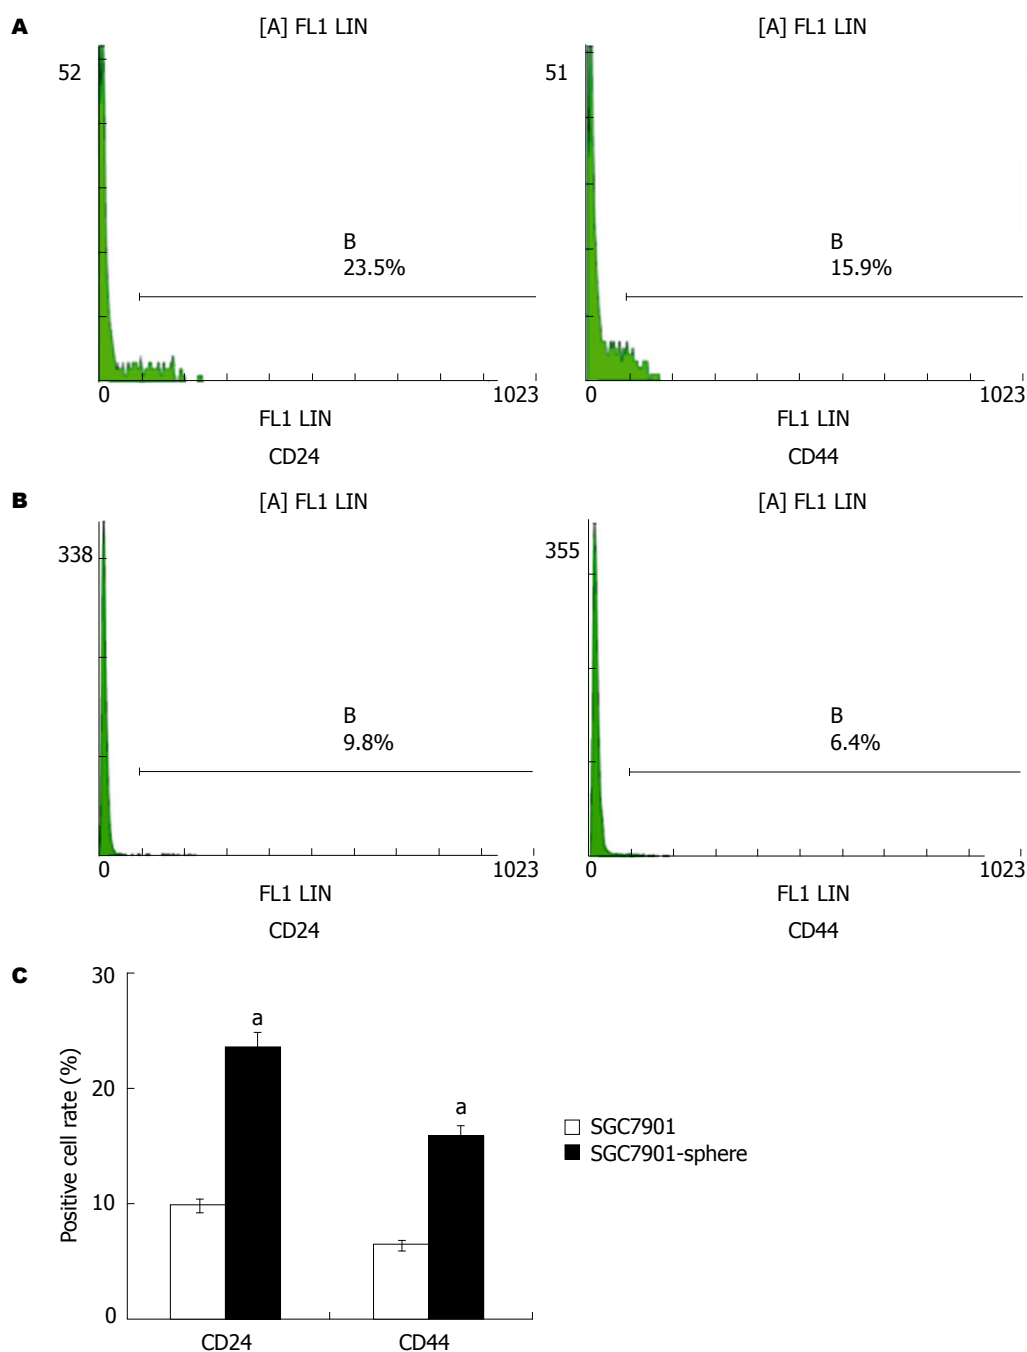 A
[A] FL1 LIN
52
B
23.5%
0
1023
FL1 LIN
CD24
[A] FL1 LIN
51
B
15.9%
0
1023
FL1 LIN
CD44
B
[A] FL1 LIN
338
B
9.8%
0
1023
FL1 LIN
CD24
[A] FL1 LIN
355
B
6.4%
0
1023
FL1 LIN
CD44
C
Positive cell rate (%)
30
20
10
0
a
a
CD24
CD44
SGC7901
SGC7901-sphere